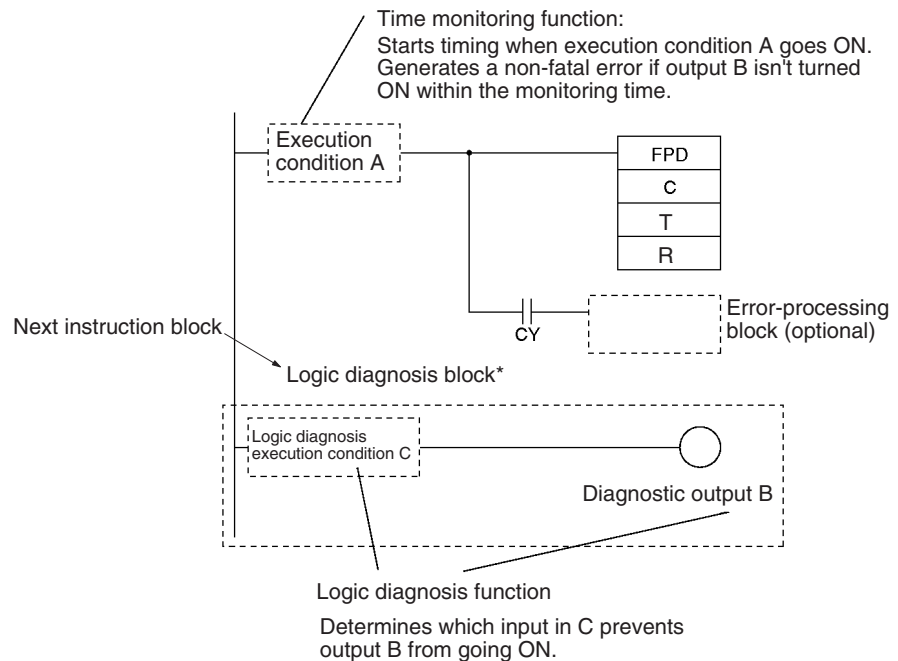 Time monitoring function:
Starts timing when execution condition A goes ON.
Generates a non-fatal error if output B isn't turned
ON within the monitoring time.
Execution
condition A
FPD
C
T
R
CY
Error-processing
block (optional)
Next instruction block
Logic diagnosis block*
Logic diagnosis
execution condition C
Diagnostic output B
Logic diagnosis function
Determines which input in C prevents
output B from going ON.